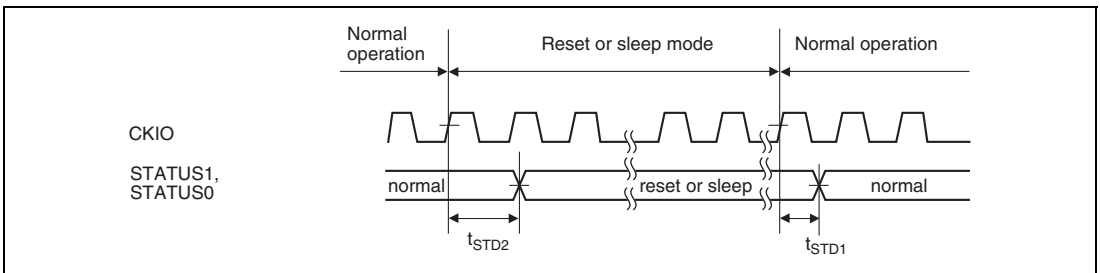 Normal
operation
Reset or sleep mode
Normal operation
CKIO
STATUS1,
STATUS0
normal
reset or sleep
normal
tSTD2
tSTD1